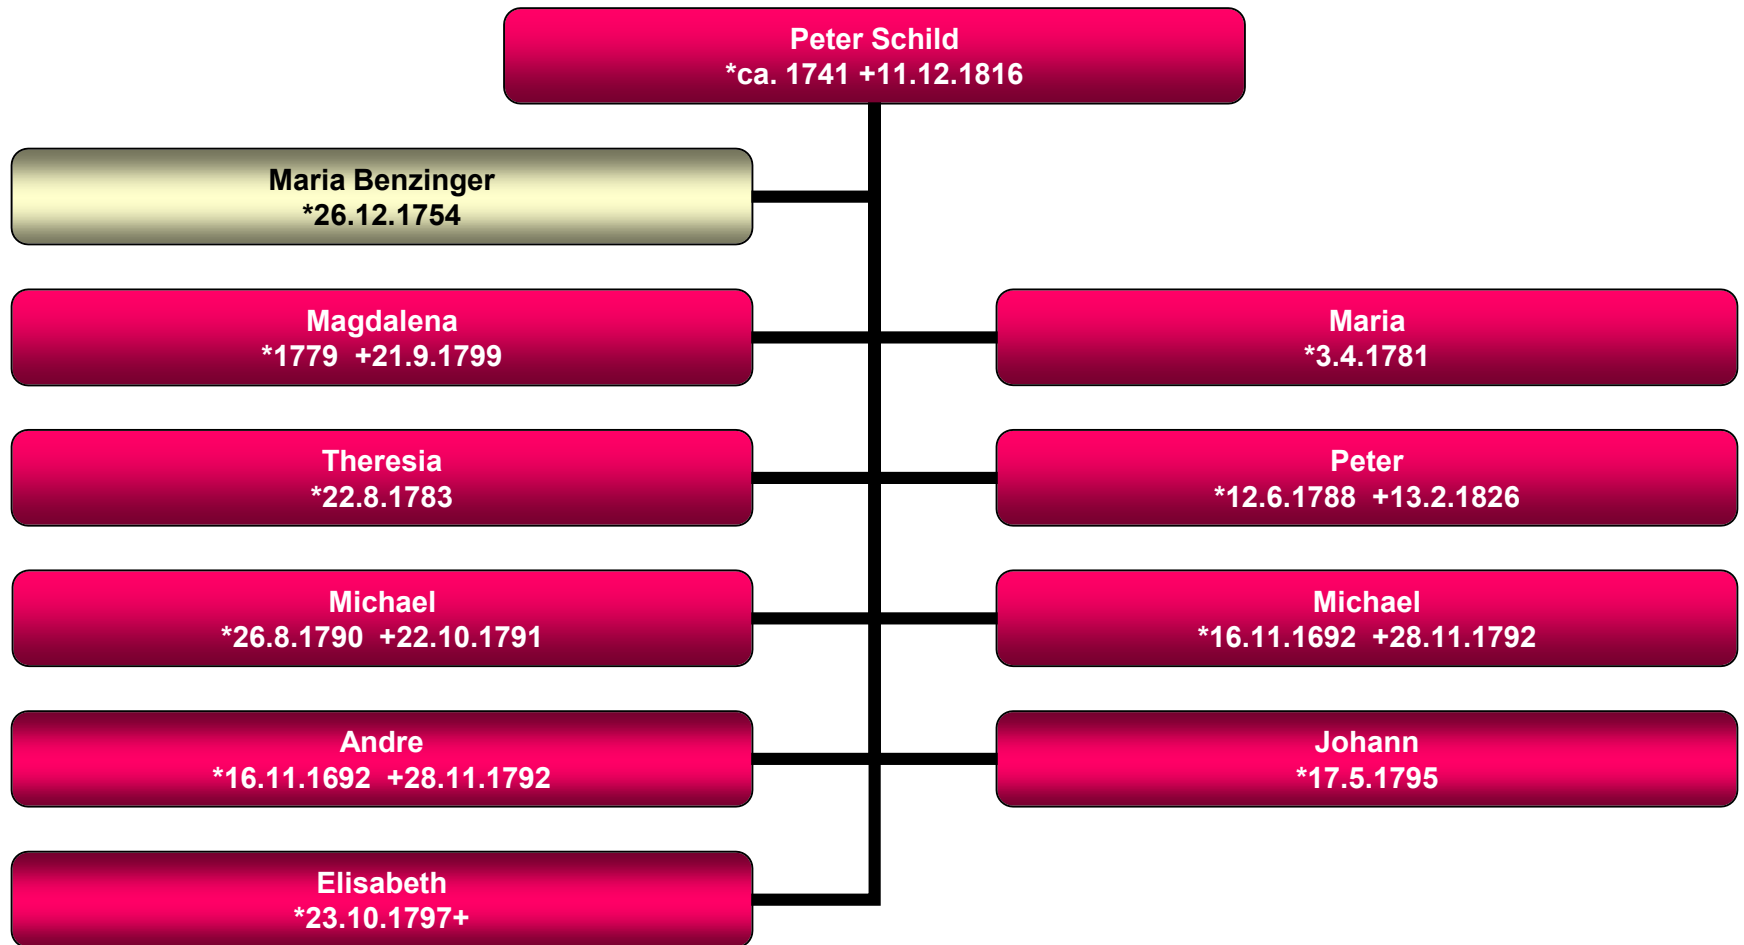 Peter Schild
*ca. 1741 +11.12.1816
Maria Benzinger
*26.12.1754
Magdalena
*1779  +21.9.1799
Maria
*3.4.1781
Theresia
*22.8.1783
Peter
*12.6.1788  +13.2.1826
Michael
*26.8.1790  +22.10.1791
Michael
*16.11.1692  +28.11.1792
Andre
*16.11.1692  +28.11.1792
Johann
*17.5.1795
Elisabeth
*23.10.1797+